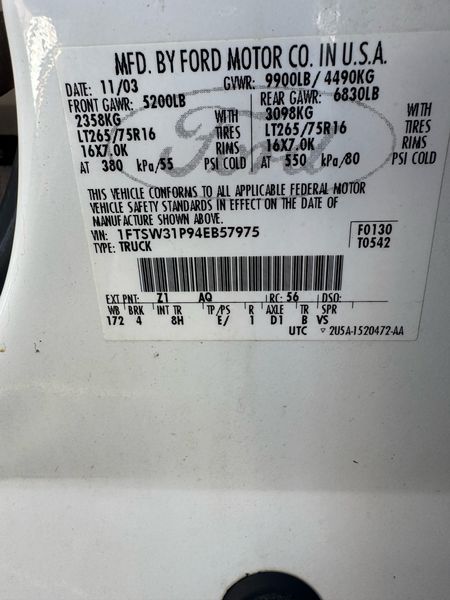 MFD. BY FORD MOTOR CO. IN U.S.A.
DATE: 11/03 GVWR: 9900LB/ 4490KG
FRONT GAWR: 5200LB REAR GAWR: 6830LB
2358KG WITH 3098KG WITH
LT265/75R16 TIRES LT265/75R16 TIRES
16X7.0K RIMS 16X7.0K RIMS
AT 380 kPa/55 PSI COLD AT 550 kPa/80 PSI COLD
Ford
THIS VEHICLE CONFORMS TO ALL APPLICABLE FEDERAL MOTOR
VEHICLE SAFETY STANDARDS IN EFFECT ON THE DATE OF
MANUFACTURE SHOWN ABOVE.
VIN: 1FTSW31P94EB57975 F0130
TYPE: TRUCK T0542
EXT PNT: Z1 AQ RC: 56 DSO:
WB BRK INT TR TP/PS R AXLE TR SPR
172 4 8H E/ 1 D1 B VS
UTC ▽ 2U5A-1520472-AA